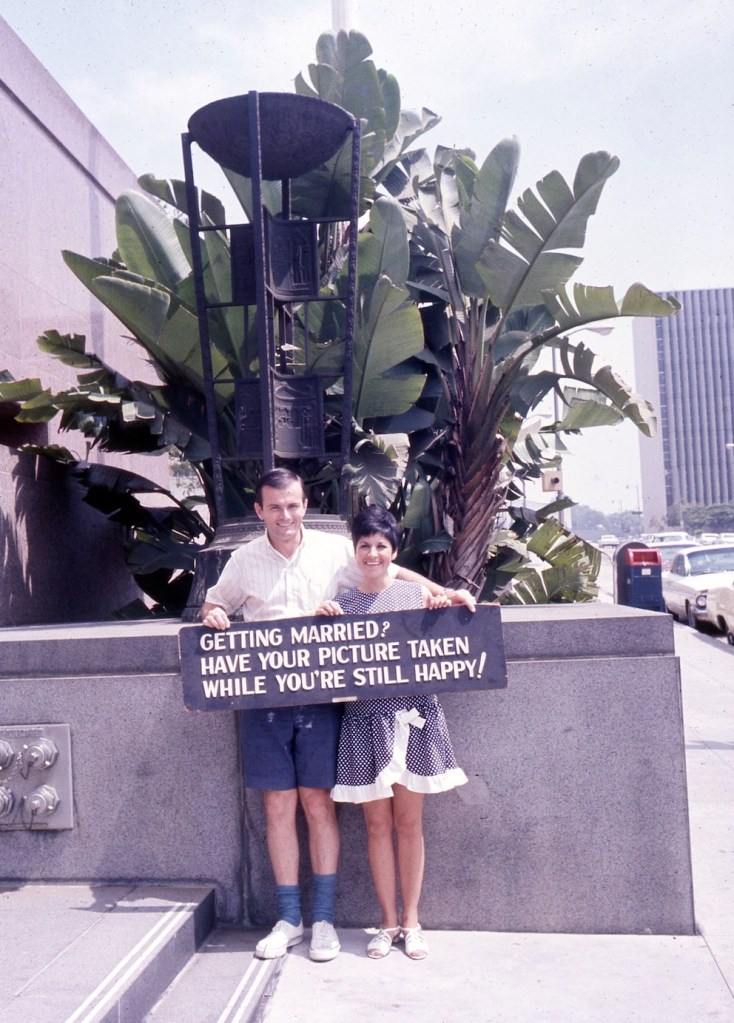 GETTING MARRIED?
HAVE YOUR PICTURE TAKEN
WHILE YOU'RE STILL HAPPY!